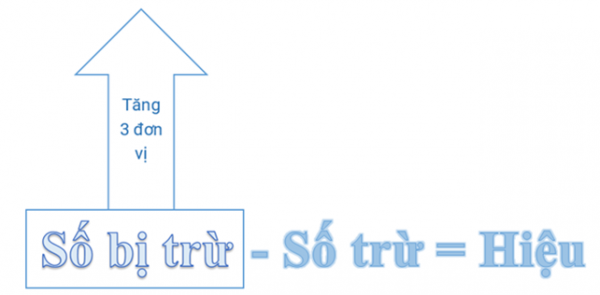 Tăng
3 đơn
vị
Số bị trừ - Số trừ = Hiệu